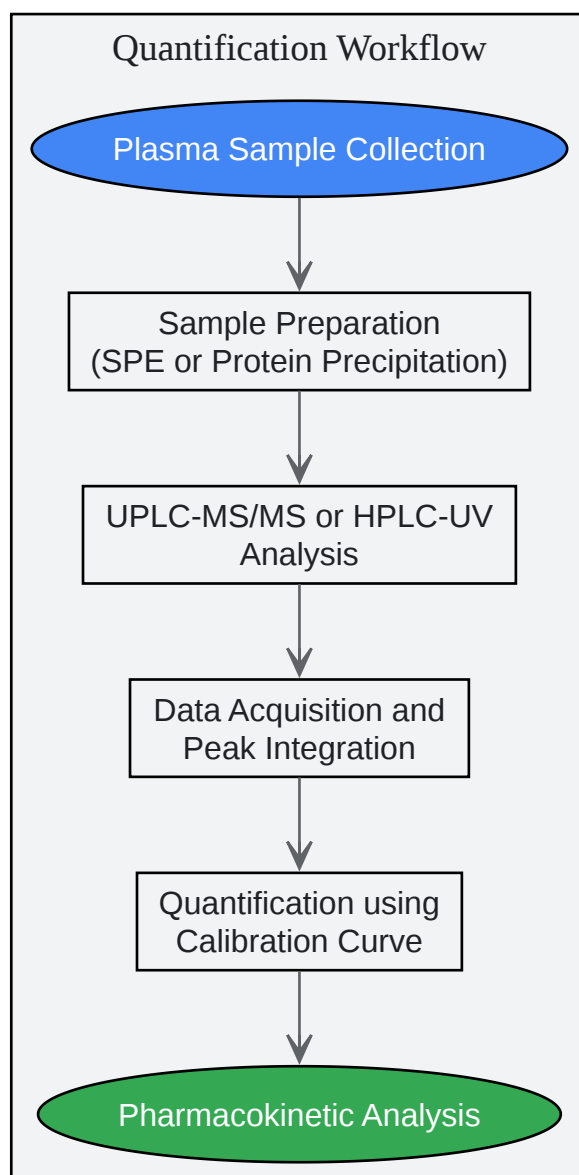 Quantification Workflow
Plasma Sample Collection
Sample Preparation
(SPE or Protein Precipitation)
UPLC-MS/MS or HPLC-UV
Analysis
Data Acquisition and
Peak Integration
Quantification using
Calibration Curve
Pharmacokinetic Analysis